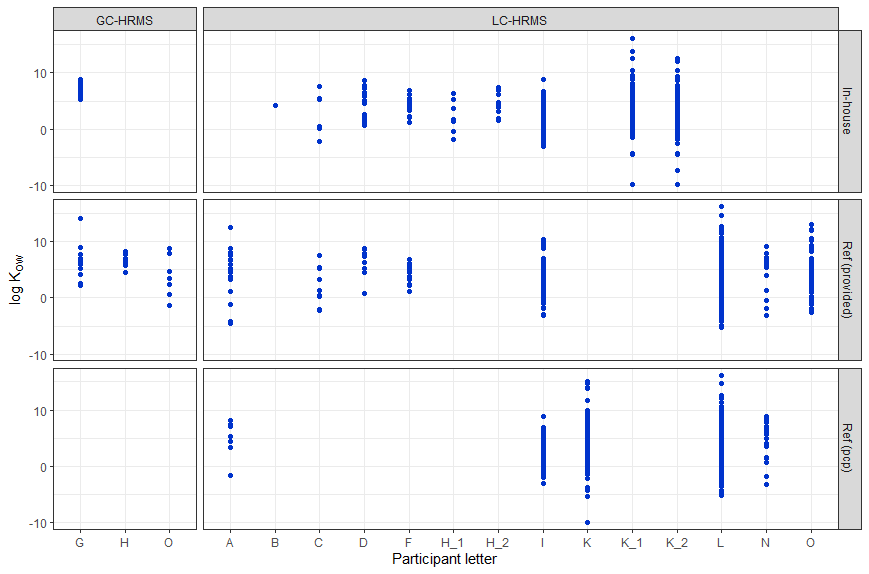 GC-HRMS LC-HRMS
10
0
-10
In-house
10
0
-10
Ref (provided)
10
0
-10
Ref (pcp)
log Kow
G H O A B C D F H_1 H_2 I K K_1 K_2 L N O
Participant letter